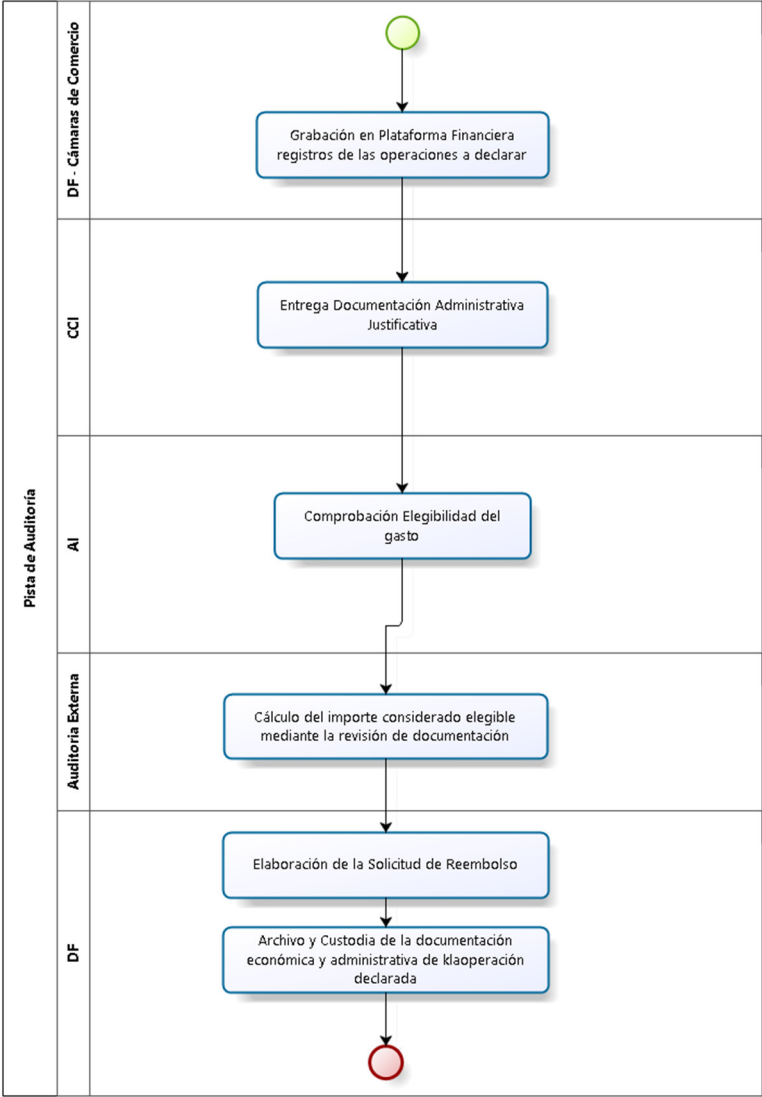 Pista de Auditoría
DF - Cámaras de Comercio
Grabación en Plataforma Financiera
registros de las operaciones a declarar
CCI
Entrega Documentación Administrativa
Justificativa
AI
Comprobación Elegibilidad del
gasto
Auditoria Externa
Cálculo del importe considerado elegible
mediante la revisión de documentación
DF
Elaboración de la Solicitud de Reembolso
Archivo y Custodia de la documentación
económica y administrativa de klaoperación
declarada